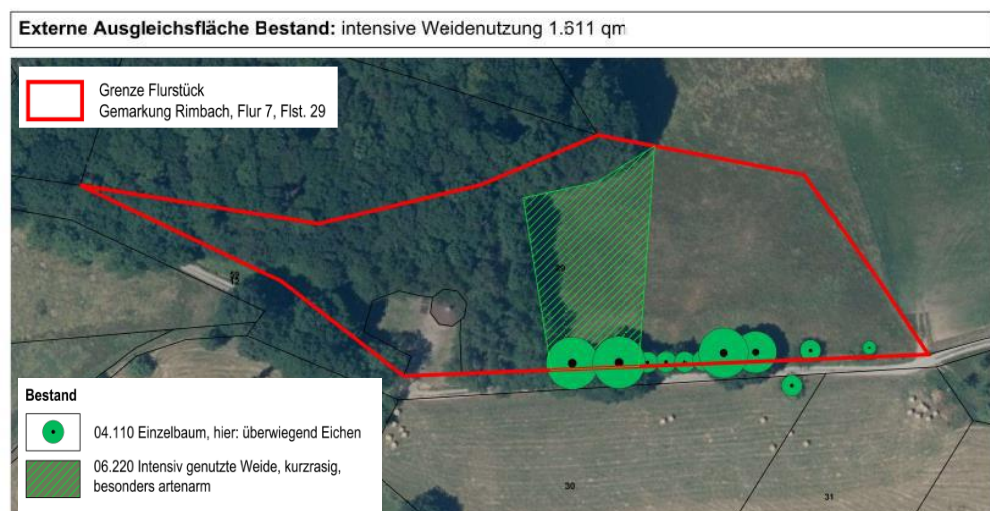 Externe Ausgleichsfläche Bestand: intensive Weidenutzung 1.611 qm
Grenze Flurstück
Gemarkung Rimbach, Flur 7, Flst. 29
29
Bestand
04.110 Einzelbaum, hier: überwiegend Eichen
06.220 Intensiv genutzte Weide, kurzrasig,
besonders artenarm
30
31